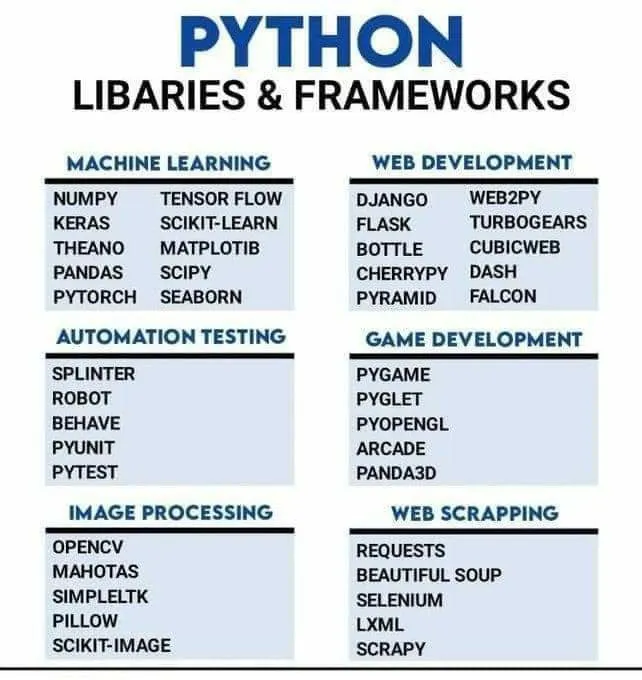 PYTHON
LIBARIES & FRAMEWORKS
MACHINE LEARNING
NUMPY
KERAS
THEANO
PANDAS
PYTORCH
TENSOR FLOW
SCIKIT-LEARN
MATPLOTIB
SCIPY
SEABORN
WEB DEVELOPMENT
DJANGO
FLASK
BOTTLE
CHERRYPY
PYRAMID
WEB2PY
TURBOGEARS
CUBICWEB
DASH
FALCON
AUTOMATION TESTING
SPLINTER
ROBOT
BEHAVE
PYUNIT
PYTEST
GAME DEVELOPMENT
PYGAME
PYGLET
PYOPENGL
ARCADE
PANDA3D
IMAGE PROCESSING
OPENCV
MAHOTAS
SIMPLELTK
PILLOW
SCIKIT-IMAGE
WEB SCRAPPING
REQUESTS
BEAUTIFUL SOUP
SELENIUM
LXML
SCRAPY